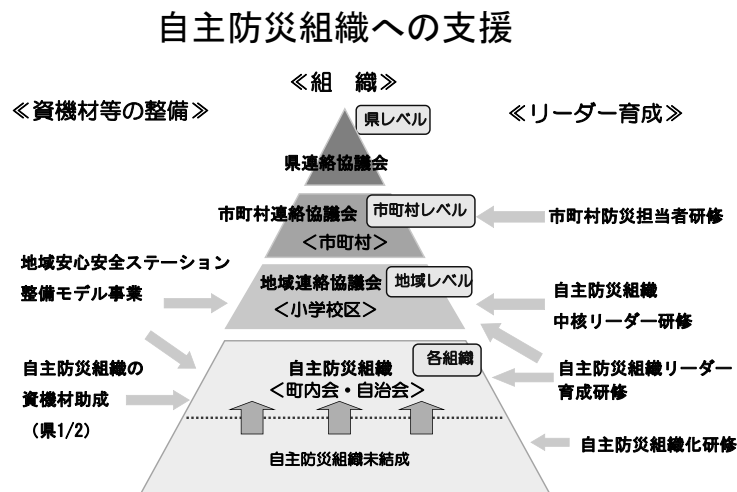 自主防災組織への支援
≪組　織≫
≪資機材等の整備≫
≪リーダー育成≫
県レベル
県連絡協議会
市町村連絡協議会
市町村レベル
<市町村>
市町村防災担当者研修
地域安心安全ステーション
整備モデル事業
地域連絡協議会
地域レベル
<小学校区>
自主防災組織
中核リーダー研修
各組織
自主防災組織
<町内会・自治会>
自主防災組織の
資機材助成
(県1/2)
自主防災組織リーダー
育成研修
自主防災組織未結成
自主防災組織化研修